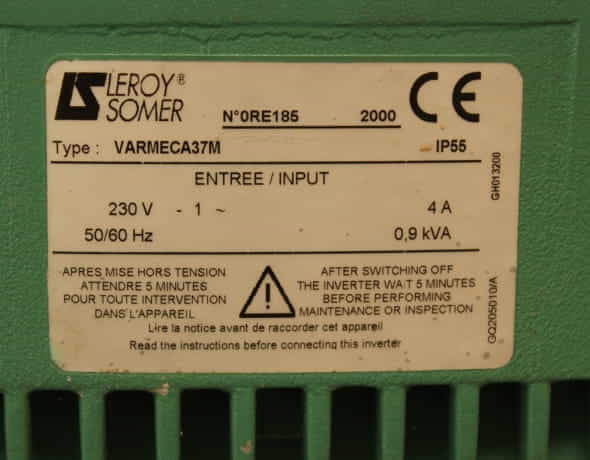 LEROY®
SOMER
N°0RE185 2000
CE
Type : VARMECA37M IP55
ENTREE / INPUT
230 V - 1 ~ 4 A
50/60 Hz 0,9 kVA
APRES MISE HORS TENSION
ATTENDRE 5 MINUTES
POUR TOUTE INTERVENTION
DANS L'APPAREIL
AFTER SWITCHING OFF
THE INVERTER WAIT 5 MINUTES
BEFORE PERFORMING
MAINTENANCE OR INSPECTION
Lire la notice avant de raccorder cet appareil
Read the instructions before connecting this inverter
GH013200
GQ205010/A